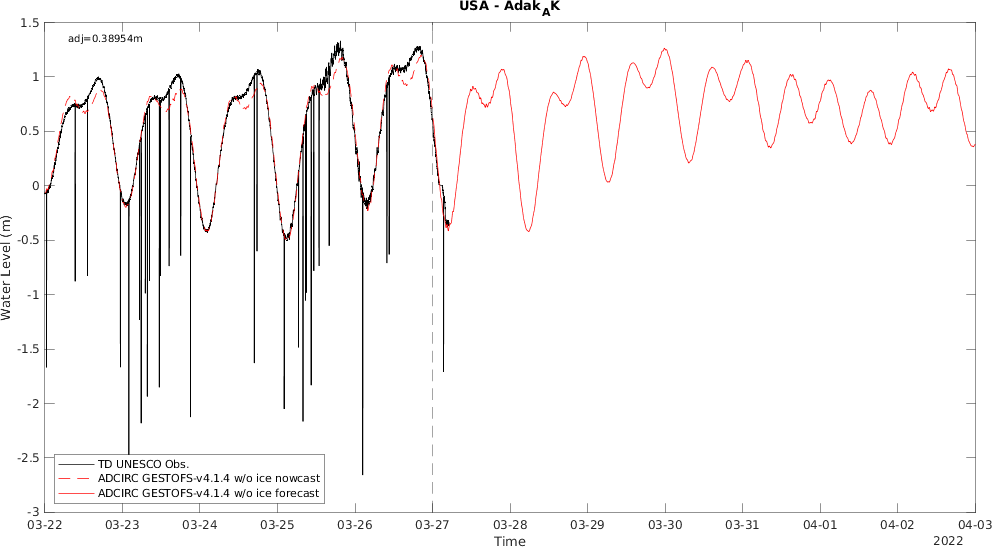 USA - Adak_AK
adj=0.38954m
1.5
1
0.5
0
-0.5
-1
-1.5
-2
-2.5
-3
Water Level (m)
TD UNESCO Obs.
ADCIRC GESTOFS-v4.1.4 w/o ice nowcast
ADCIRC GESTOFS-v4.1.4 w/o ice forecast
03-22 03-23 03-24 03-25 03-26 03-27 03-28 03-29 03-30 03-31 04-01 04-02 04-03
Time
2022